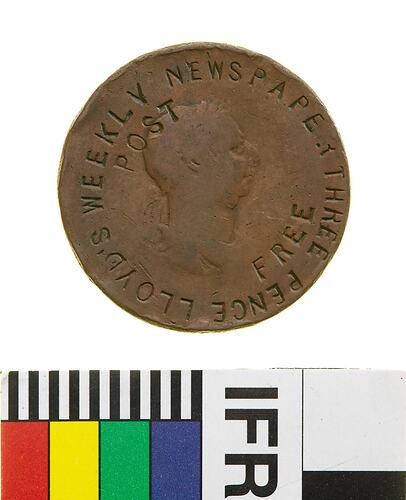 LLOYD'S WEEKLY NEWSPAPER THREE PENCE
POST FREE
IFR